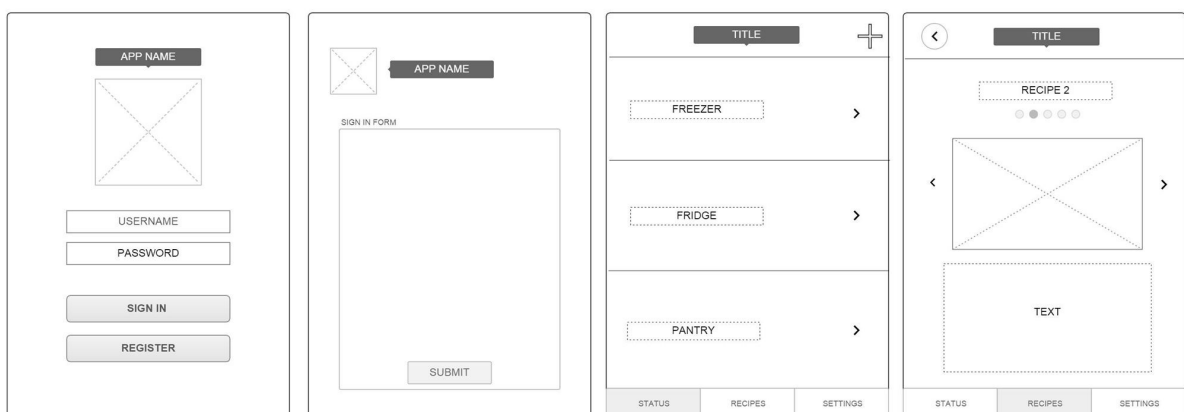 APP NAME
USERNAME
PASSWORD
SIGN IN
REGISTER
APP NAME
SIGN IN FORM
SUBMIT
TITLE
FREEZER
FRIDGE
PANTRY
STATUS RECIPES SETTINGS
TITLE
RECIPE 2
TEXT
STATUS RECIPES SETTINGS